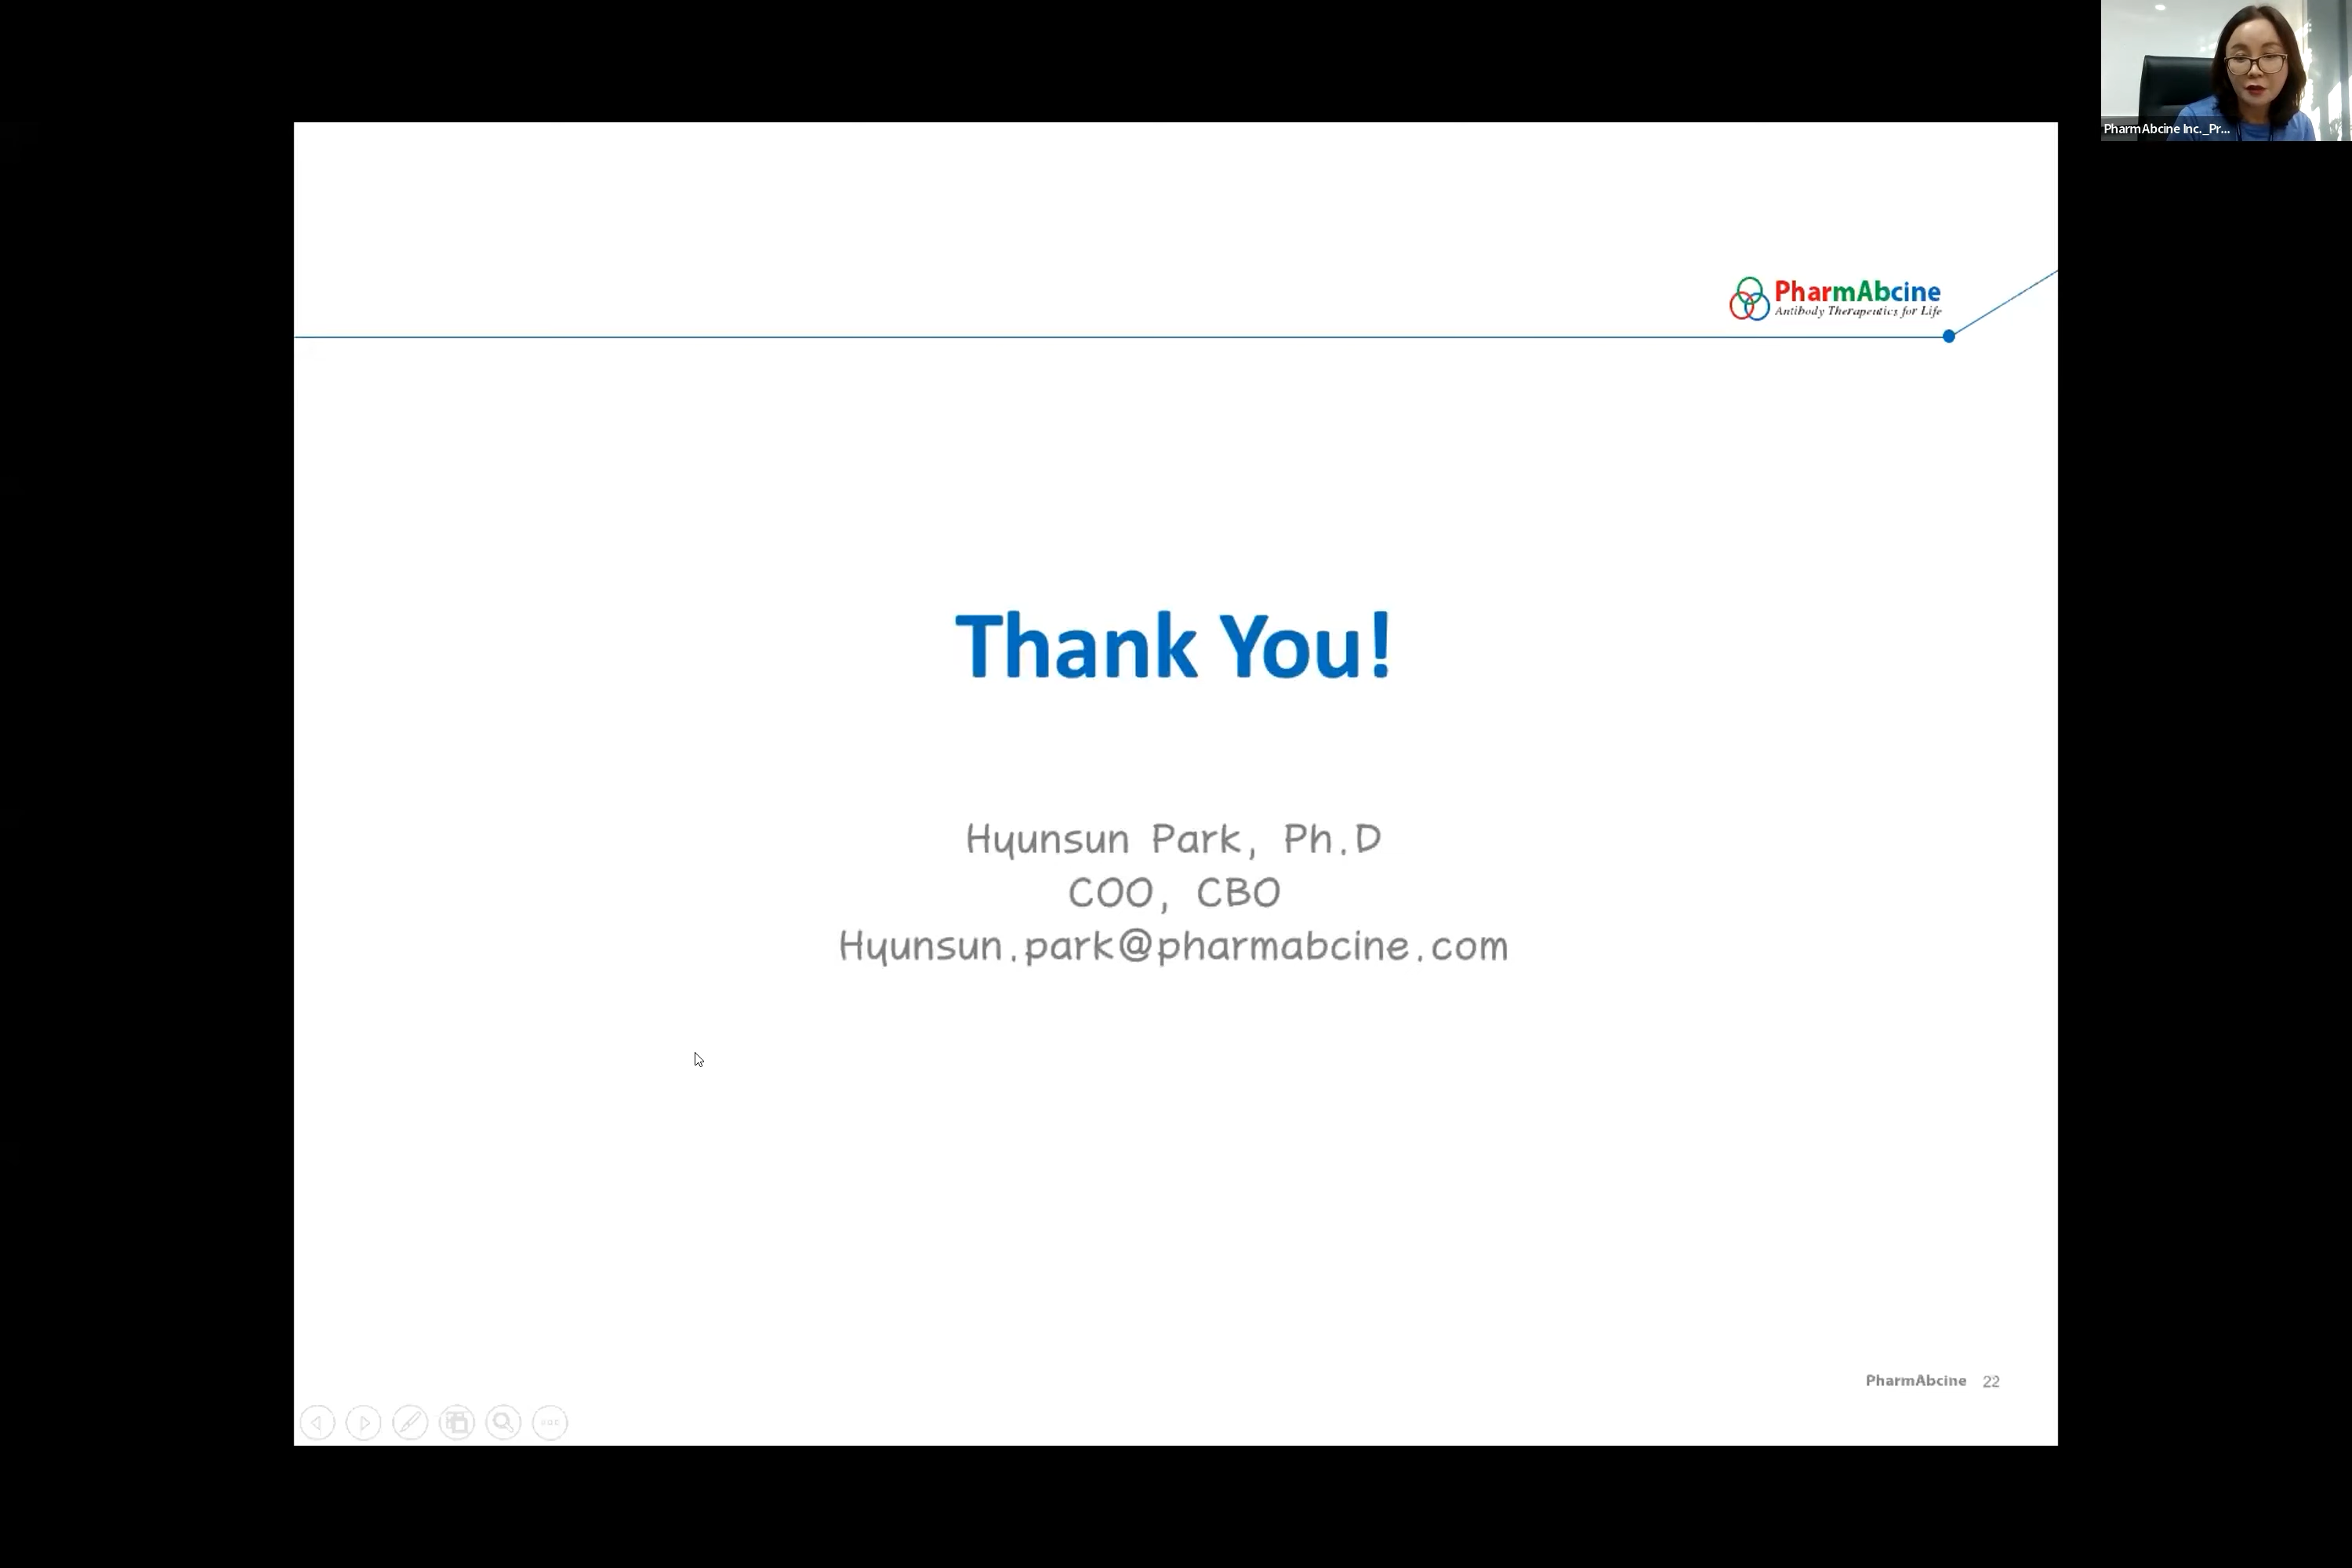 PharmAbcine Inc._Pr...
PharmAbcine
Antibody Therapeutics for Life
Thank You!
Hyunsun Park, Ph.D
COO, CBO
Hyunsun.park@pharmabcine.com
PharmAbcine 22